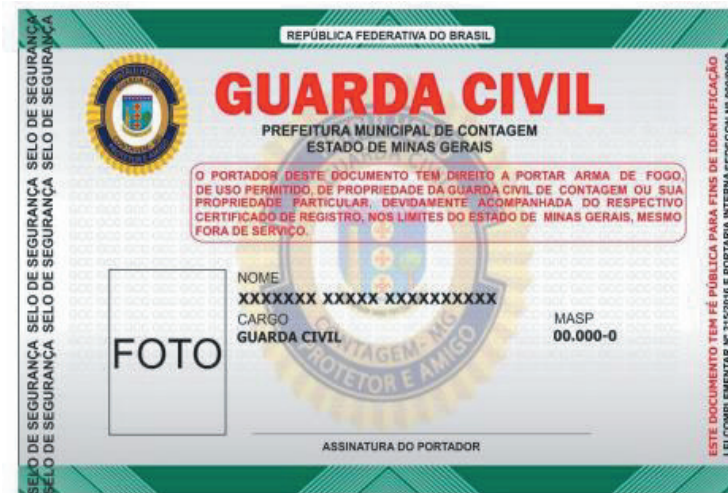 REPÚBLICA FEDERATIVA DO BRASIL
GUARDA CIVIL
PREFEITURA MUNICIPAL DE CONTAGEM
ESTADO DE MINAS GERAIS
O PORTADOR DESTE DOCUMENTO TEM DIREITO A PORTAR ARMA DE FOGO,
DE USO PERMITIDO, DE PROPRIEDADE DA GUARDA CIVIL DE CONTAGEM OU SUA
PROPRIEDADE PARTICULAR, DEVIDAMENTE ACOMPANHADA DO RESPECTIVO
CERTIFICADO DE REGISTRO, NOS LIMITES DO ESTADO DE MINAS GERAIS, MESMO
FORA DE SERVIÇO.
FOTO
NOME
XXXXXXX XXXXX XXXXXXXXXX
CARGO
GUARDA CIVIL
MASP
00.000-0
ASSINATURA DO PORTADOR
SELO DE SEGURANÇA SELO DE SEGURANÇA SELO DE SEGURANÇA
SELO DE SEGURANÇA SELO DE SEGURANÇA SELO DE SEGURANÇA
ESTE DOCUMENTO TEM FÉ PÚBLICA PARA FINS DE IDENTIFICAÇÃO
GUARDA CIVIL
CONTAGEM - MG
PROTETOR E AMIGO
PROTETOR E AMIGO